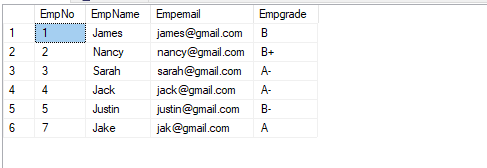 EmpNo EmpName Empemail Empgrade
1 1 James james@gmail.com B
2 2 Nancy nancy@gmail.com B+
3 3 Sarah sarah@gmail.com A-
4 4 Jack jack@gmail.com A-
5 5 Justin justin@gmail.com B-
6 7 Jake jak@gmail.com A